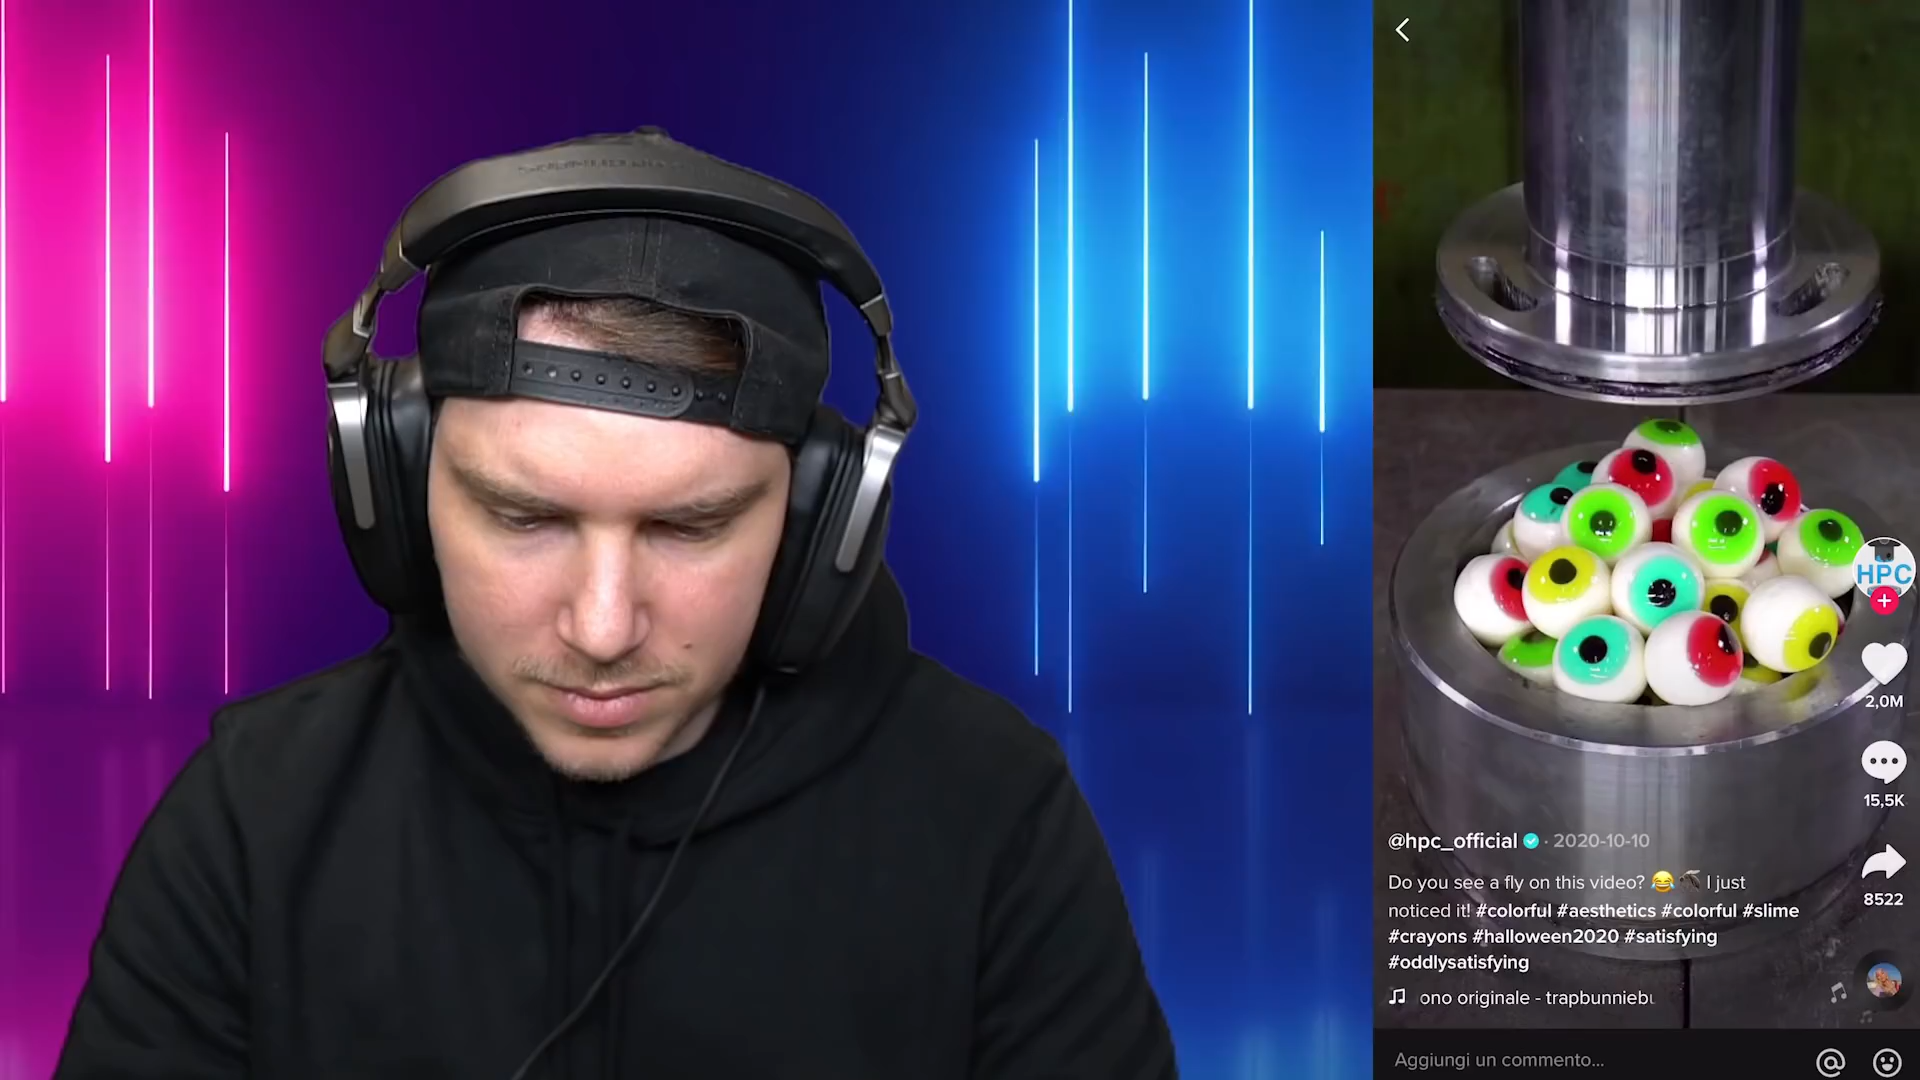 HPC
2,0M
15,5K
@hpc_official · 2020-10-10
8522
Do you see a fly on this video? 😂🦟 I just
noticed it! #colorful #aesthetics #colorful #slime
#crayons #halloween2020 #satisfying
#oddlysatisfying
ono originale - trapbunniebu
Aggiungi un commento...